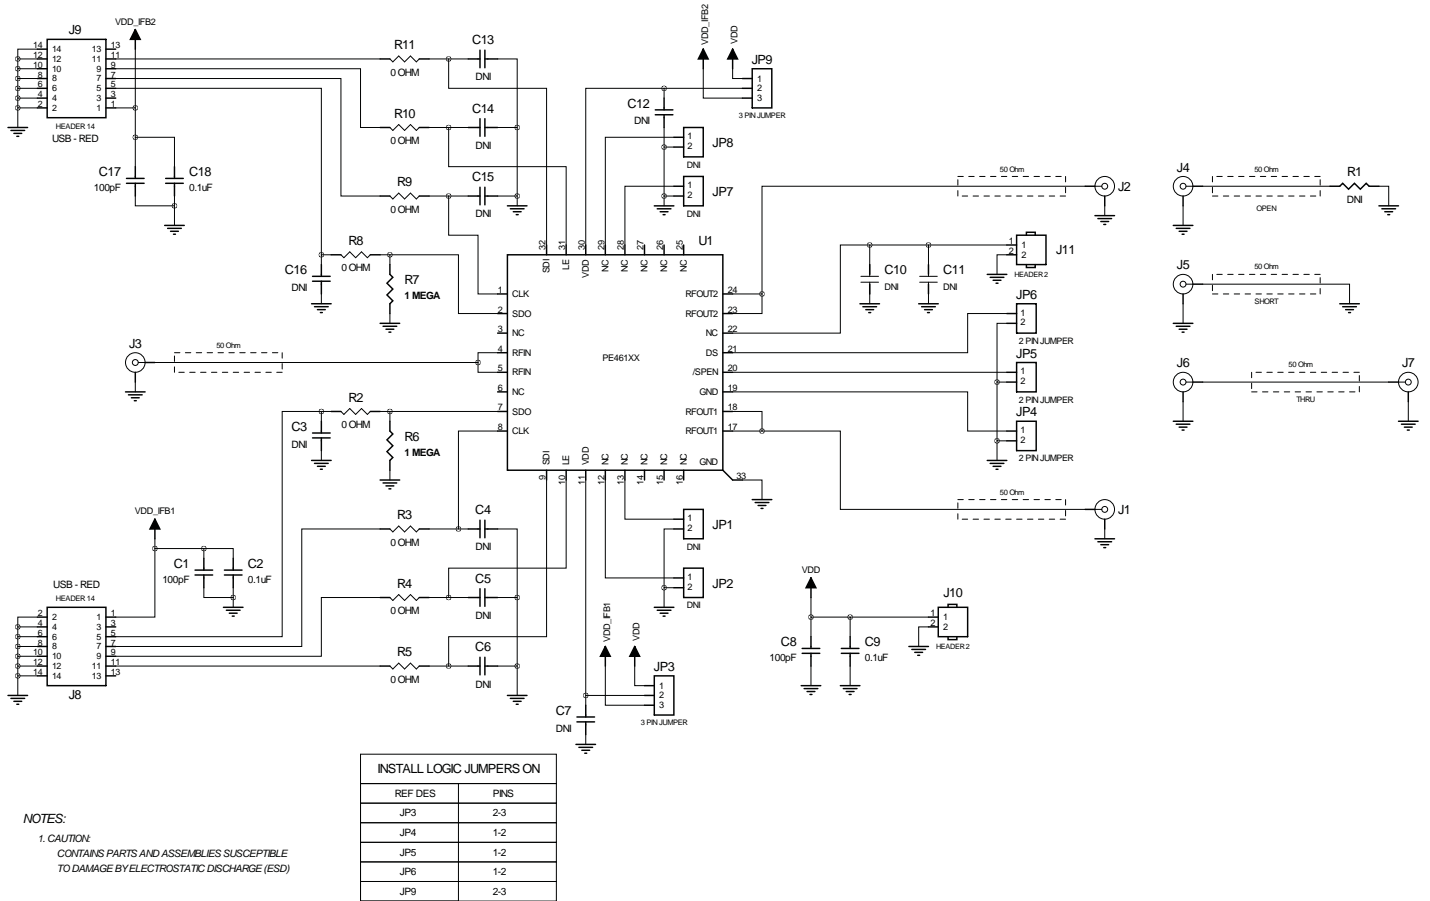 J9
VDD_IFB2
14 14 13 13
12 12 11 11
10 10 9 9
8 8 7 7
6 6 5 5
4 4 3 3
2 2 1 1
HEADER 14
USB - RED
C17
100pF
C18
0.1uF
R11
0 OHM
C13
DNI
R10
0 OHM
C14
DNI
R9
0 OHM
C15
DNI
R8
0 OHM
C16
DNI
R7
1 MEGA
VDD_IFB2
VDD
JP9
1
2
3
3 PIN JUMPER
C12
DNI
1
2
JP8
DNI
1
2
JP7
DNI
U1
32 31 30 29 28 27 26 25
SDI LE VDD NC NC NC NC NC
1 CLK
2 SDO
3 NC
4 RFIN
5 RFIN
6 NC
7 SDO
8 CLK
PE461XX
RFOUT2 24
RFOUT2 23
NC 22
DS 21
/SPEN 20
GND 19
RFOUT1 18
RFOUT1 17
GND 33
SDI LE VDD NC NC NC NC NC
9 10 11 12 13 14 15 16
50 Ohm
J2
C10
DNI
C11
DNI
1
2
J11
HEADER 2
JP6
1
2
2 PIN JUMPER
JP5
1
2
2 PIN JUMPER
JP4
1
2
2 PIN JUMPER
50 Ohm
J1
J4
50 Ohm
OPEN
R1
DNI
J5
50 Ohm
SHORT
J6
50 Ohm
THRU
J7
J3
50 Ohm
R2
0 OHM
C3
DNI
R6
1 MEGA
VDD_IFB1
C1
100pF
C2
0.1uF
USB - RED
HEADER 14
2 2 1 1
4 4 3 3
6 6 5 5
8 8 7 7
10 10 9 9
12 12 11 11
14 14 13 13
J8
R3
0 OHM
C4
DNI
R4
0 OHM
C5
DNI
R5
0 OHM
C6
DNI
1
2
JP1
DNI
1
2
JP2
DNI
VDD_IFB1
VDD
JP3
1
2
3
3 PIN JUMPER
C7
DNI
VDD
C8
100pF
C9
0.1uF
J10
1
2
HEADER 2
INSTALL LOGIC JUMPERS ON
REF DES PINS
JP3 2-3
JP4 1-2
JP5 1-2
JP6 1-2
JP9 2-3
NOTES:
1. CAUTION:
CONTAINS PARTS AND ASSEMBLIES SUSCEPTIBLE
TO DAMAGE BY ELECTROSTATIC DISCHARGE (ESD)